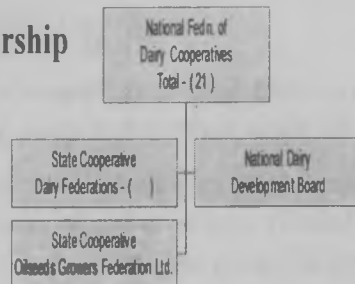 rship
National Fedn. of
Dairy Cooperatives
Total - ( 21 )
State Cooperative
Dairy Federations - ( )
National Dairy
Development Board
State Cooperative
Oilseeds Growers Federation Ltd.